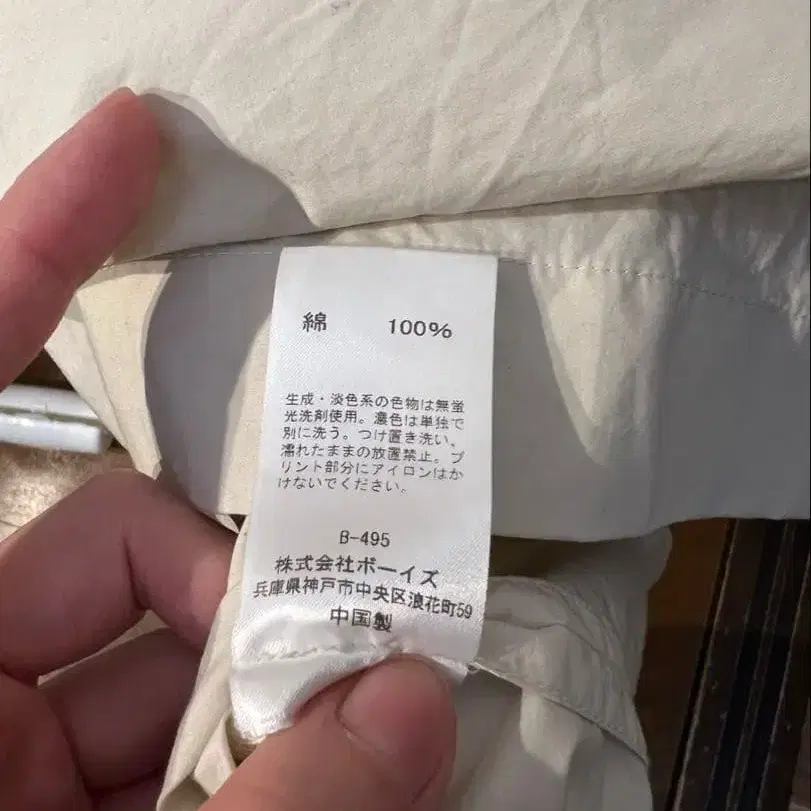 綿 100%
生成・淡色系の色物は無蛍
光洗剤使用。濃色は単独で
別に洗う。つけ置き洗い、
濡れたままの放置禁止。プ
リント部分にアイロンはか
けないでください。
B-495
株式会社ボーイズ
兵庫県神戸市中央区浪花町59
中国製